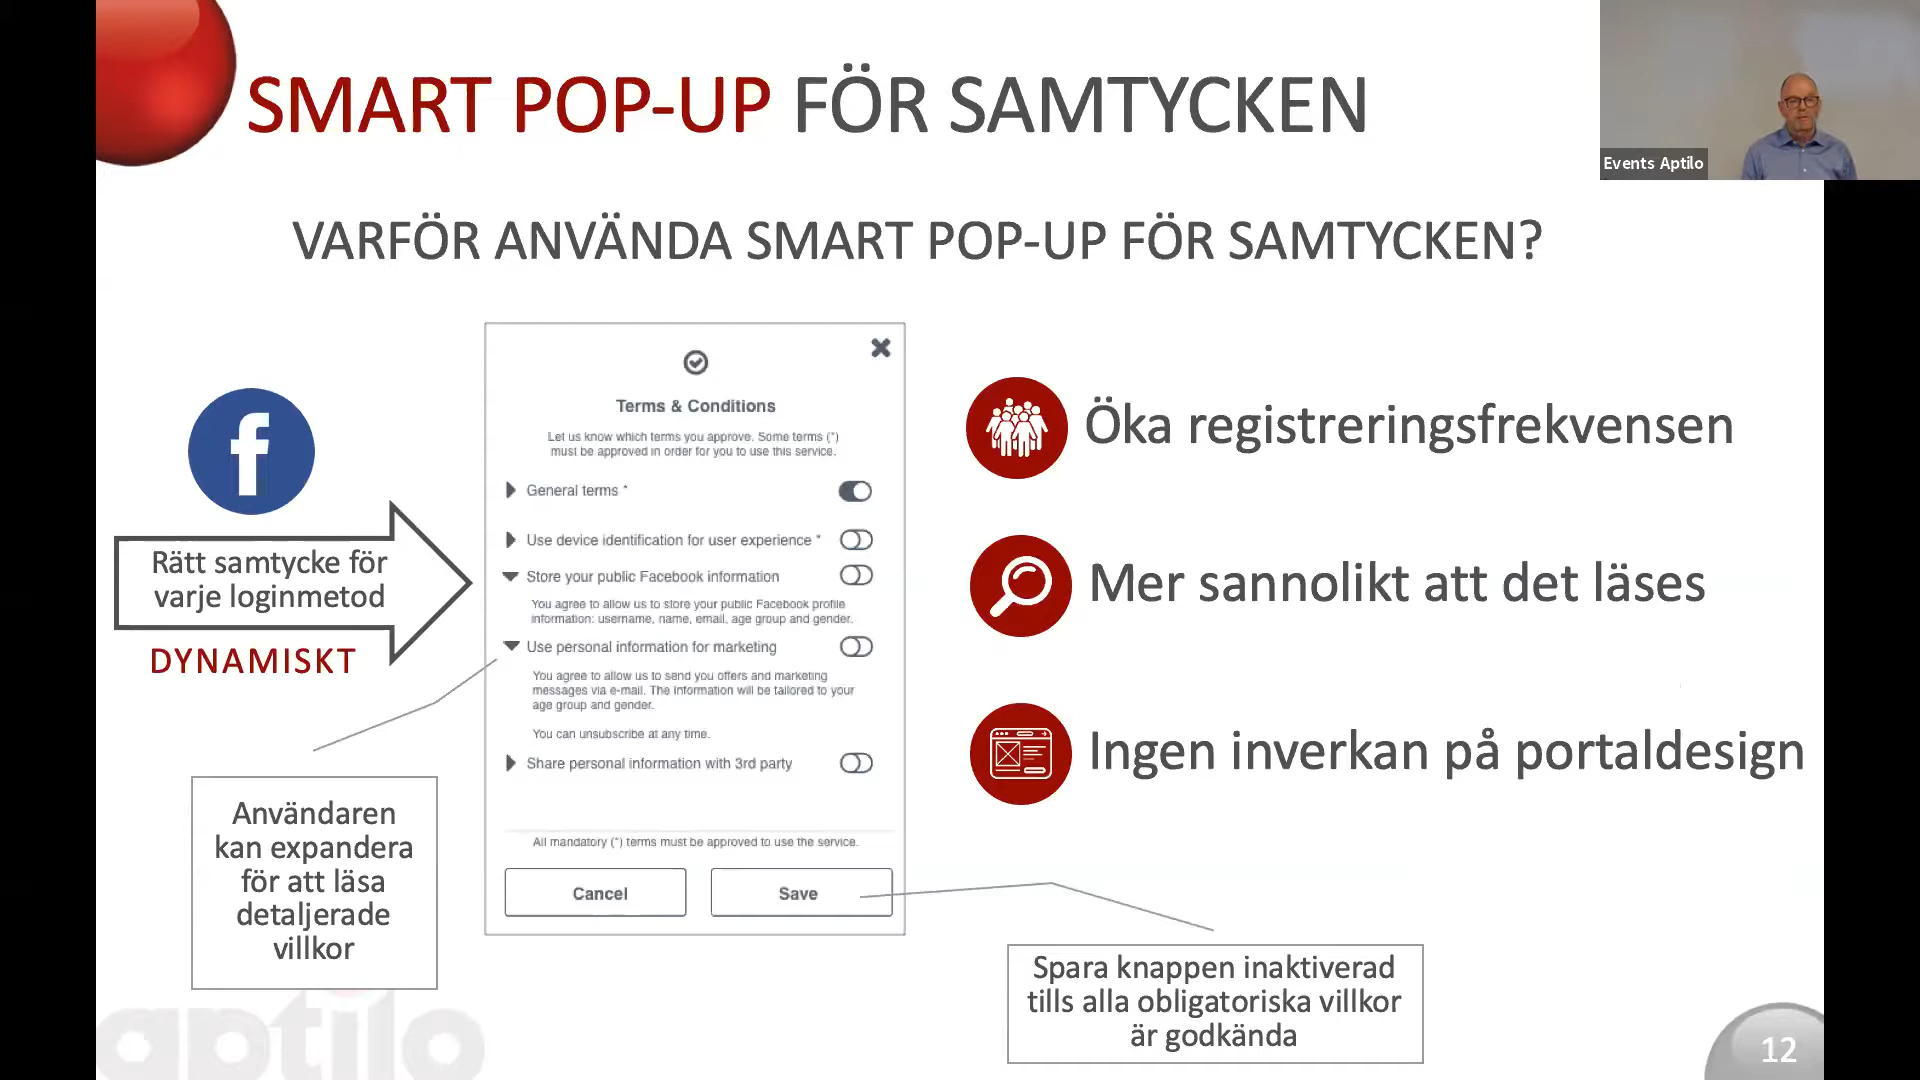 SMART POP-UP FÖR SAMTYCKEN
Events Aptilo
VARFÖR ANVÄNDA SMART POP-UP FÖR SAMTYCKEN?
f
Rätt samtycke för
varje loginmetod
DYNAMISKT
Terms & Conditions
Let us know which terms you approve. Some terms (*)
must be approved in order for you to use this service.
General terms *
Use device identification for user experience *
Store your public Facebook information
You agree to allow us to store your public Facebook profile
information: username, name, email, age group and gender.
Use personal information for marketing
You agree to allow us to send you offers and marketing
messages via e-mail. The information will be tailored to your
age group and gender.
You can unsubscribe at any time.
Share personal information with 3rd party
All mandatory (*) terms must be approved to use the service.
Cancel
Save
Öka registreringsfrekvensen
Mer sannolikt att det läses
Ingen inverkan på portaldesign
Användaren
kan expandera
för att läsa
detaljerade
villkor
Spara knappen inaktiverad
tills alla obligatoriska villkor
är godkända
aptilo
12